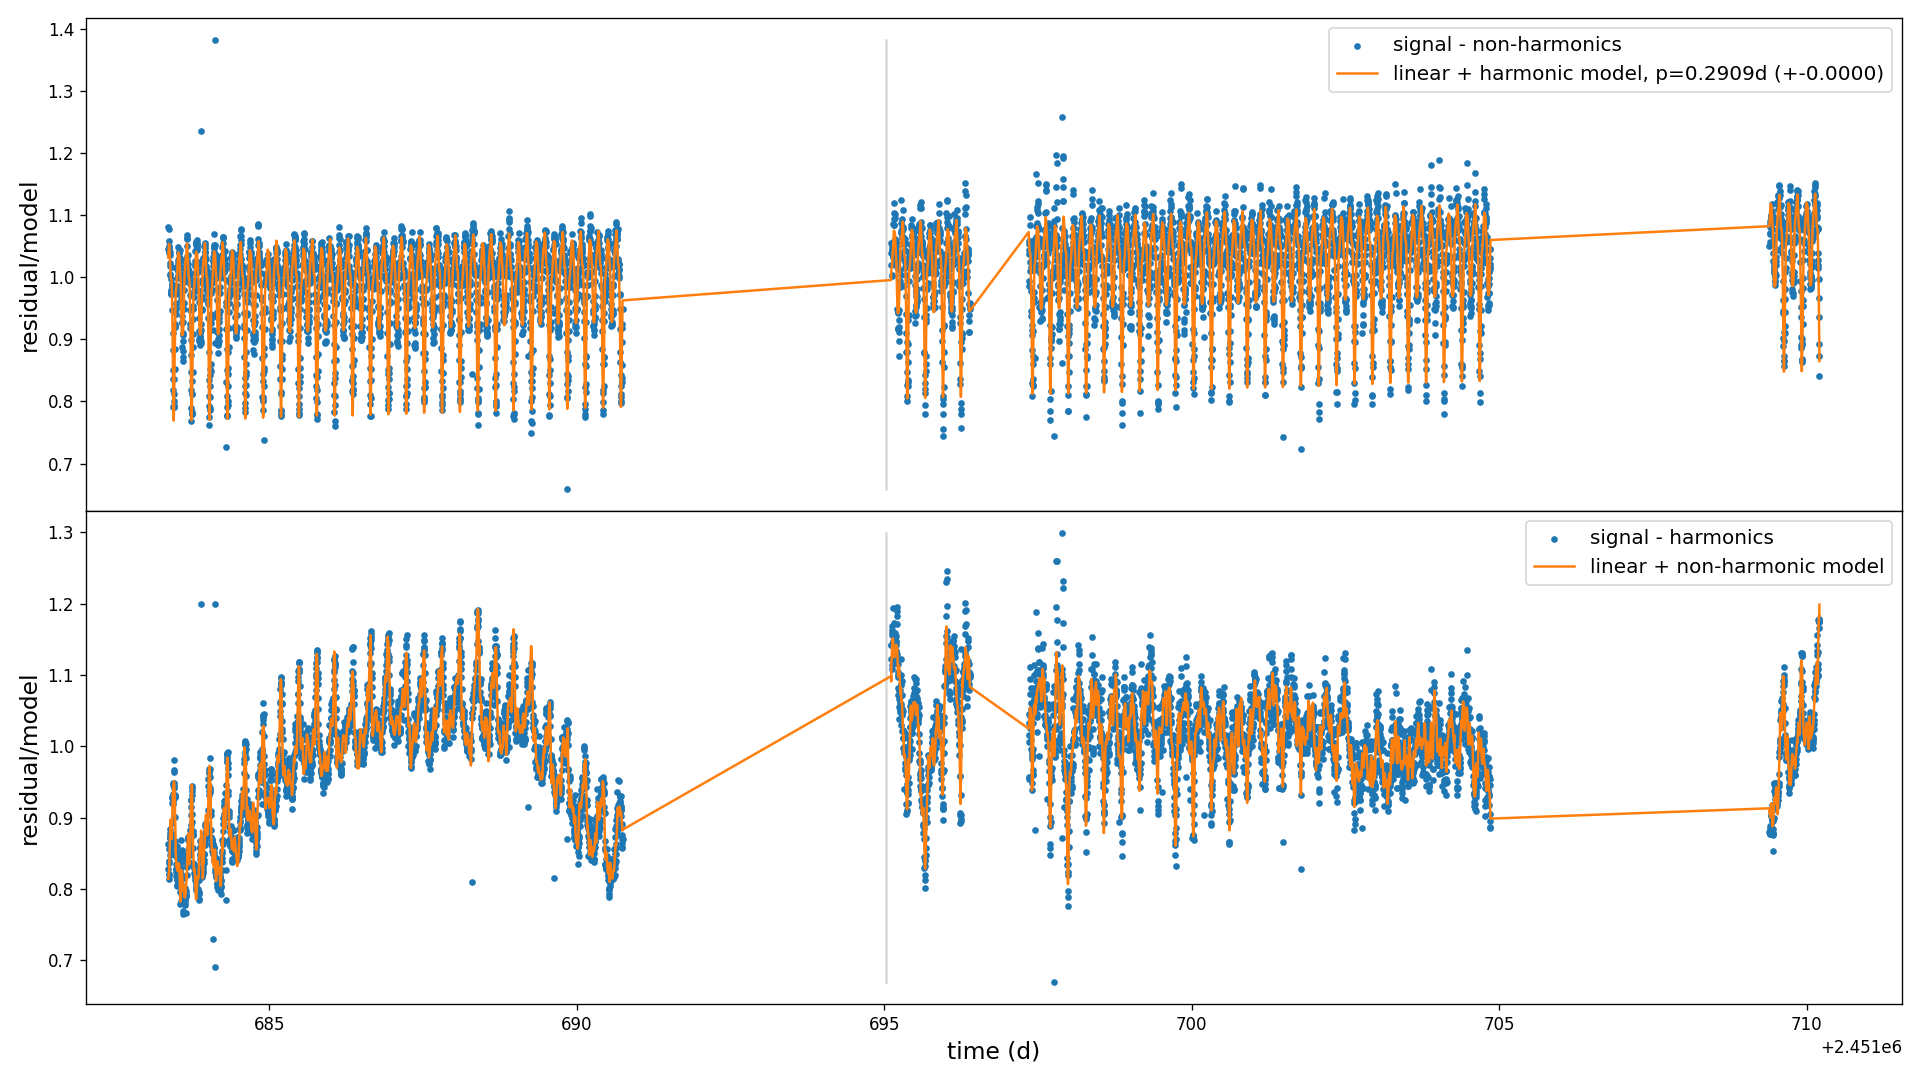 1.4
1.3
1.2
1.1
1.0
0.9
0.8
0.7
residual/model
signal - non-harmonics
linear + harmonic model, p=0.2909d (+-0.0000)
1.3
1.2
1.1
1.0
0.9
0.8
0.7
residual/model
signal - harmonics
linear + non-harmonic model
685
690
695
700
705
710
+2.451e6
time (d)